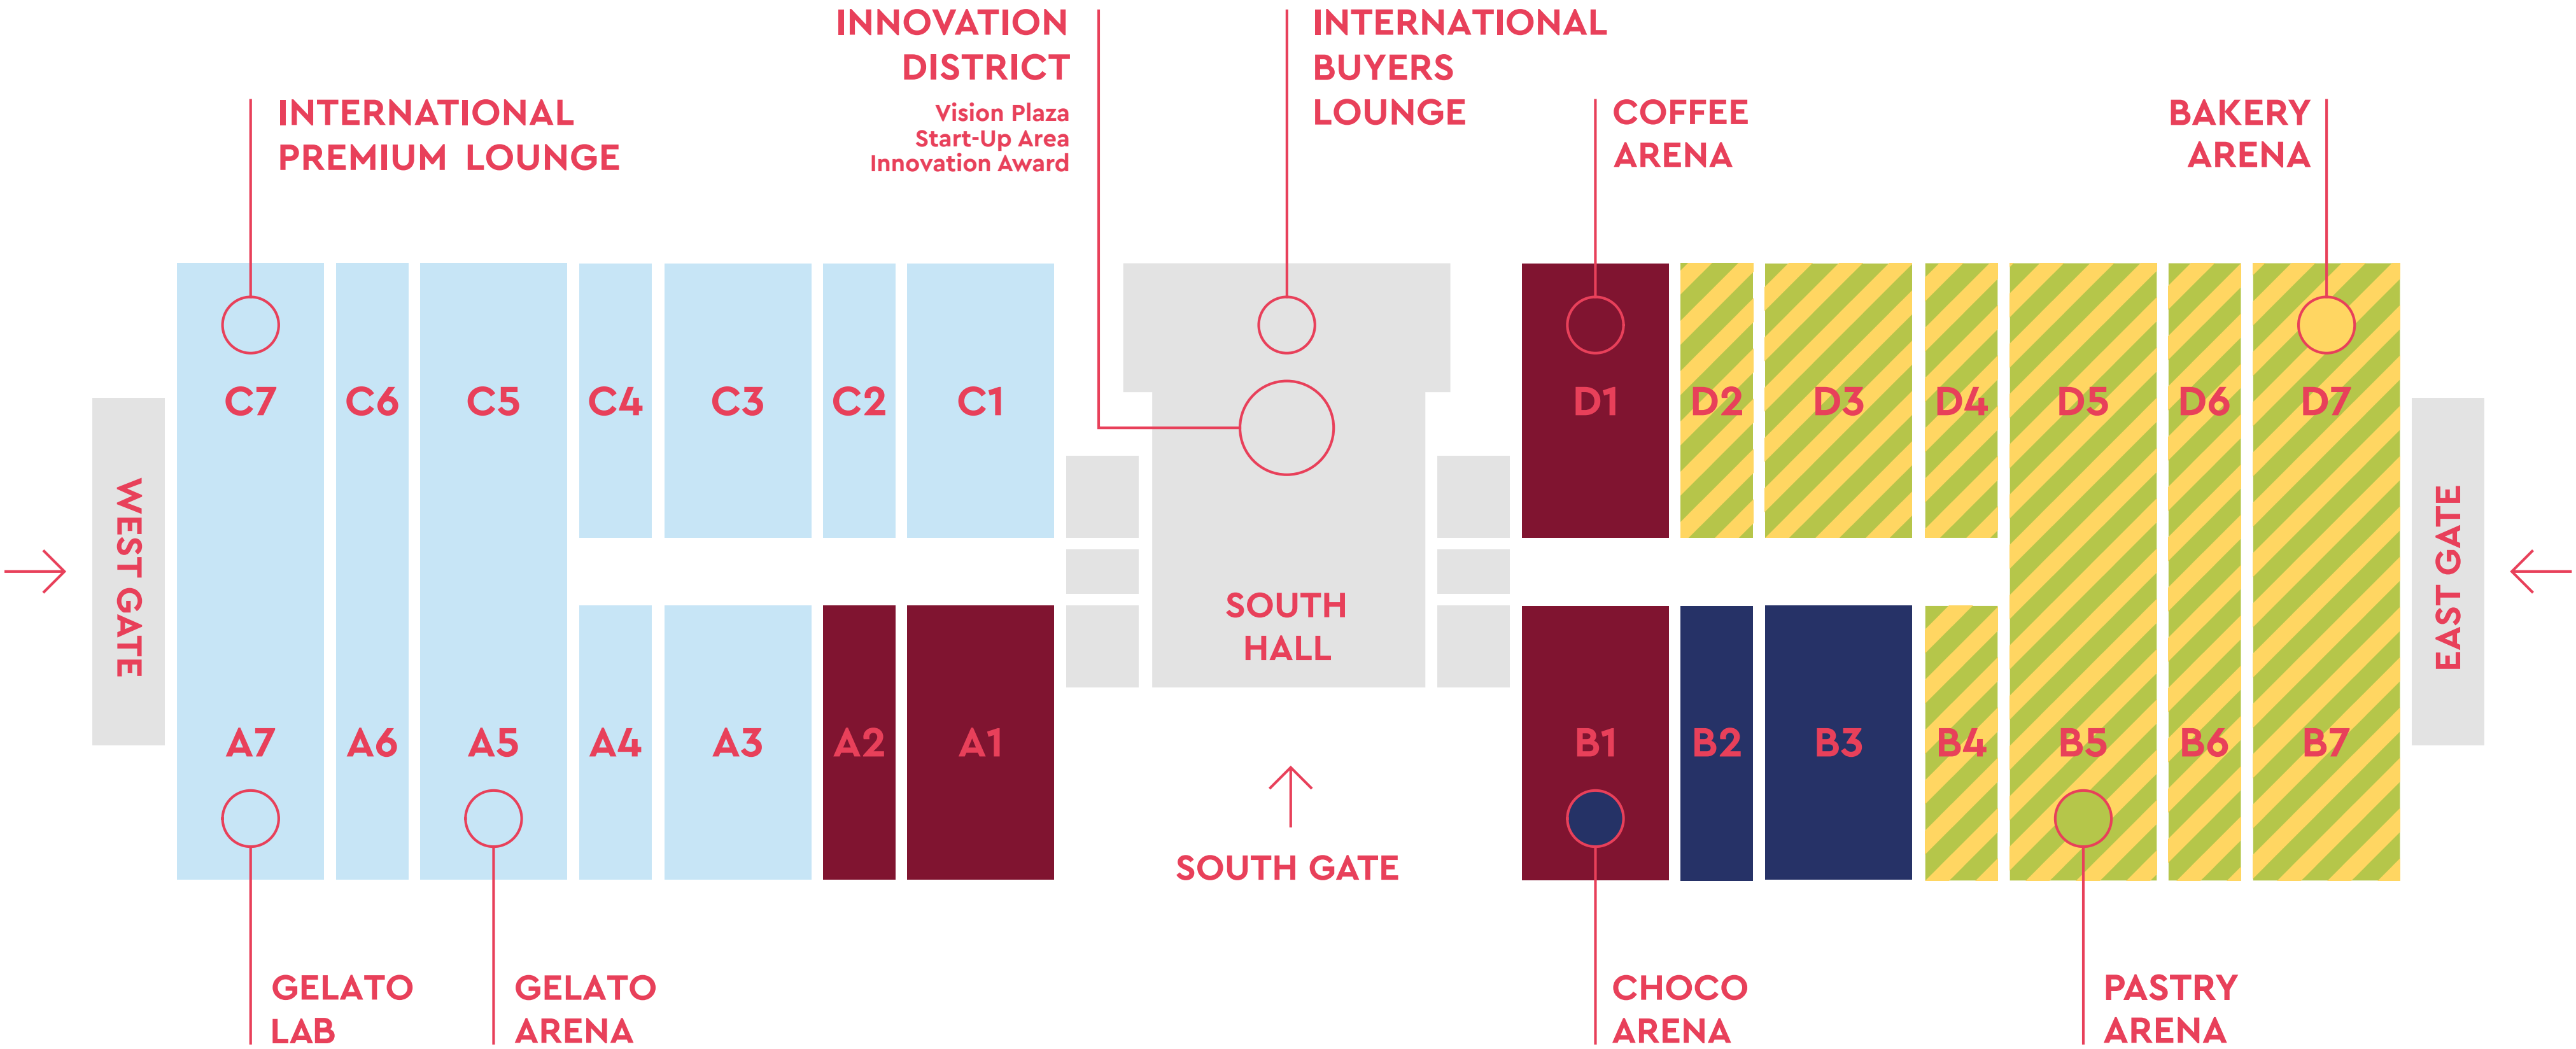 INNOVATION
DISTRICT
Vision Plaza
Start-Up Area
Innovation Award
INTERNATIONAL
BUYERS
LOUNGE
INTERNATIONAL
PREMIUM LOUNGE
COFFEE
ARENA
BAKERY
ARENA
C7 C6 C5 C4 C3 C2 C1
D1 D2 D3 D4 D5 D6 D7
WEST GATE
SOUTH
HALL
EAST GATE
A7 A6 A5 A4 A3 A2 A1
B1 B2 B3 B4 B5 B6 B7
SOUTH GATE
GELATO
LAB
GELATO
ARENA
CHOCO
ARENA
PASTRY
ARENA